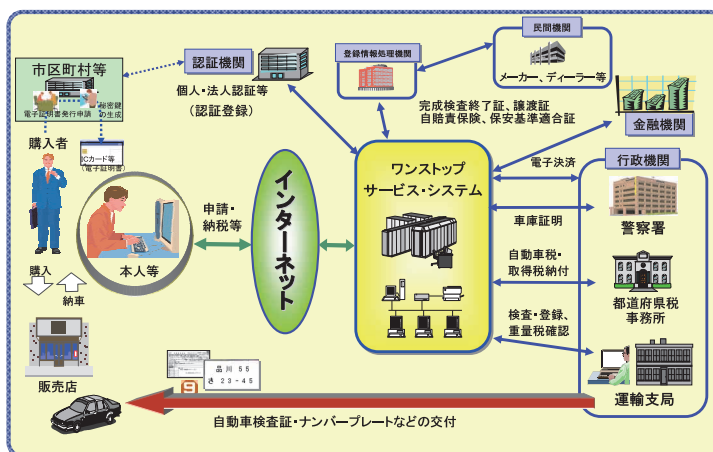 市区町村等
電子証明書発行申請
秘密鍵
の生成
購入者
ICカード等
(電子証明書)
認証機関
個人・法人認証等
(認証登録)
登録情報処理機関
民間機関
メーカー、ディーラー等
完成検査終了証、譲渡証
自賠責保険、保安基準適合証
金融機関
電子決済
行政機関
ワンストップ
サービス・システム
インターネット
申請・
納税等
本人等
購入
納車
販売店
車庫証明
警察署
自動車税・
取得税納付
都道府県税
事務所
検査・登録、
重量税確認
運輸支局
品川 55
き 23-45
自動車検査証・ナンバープレートなどの交付